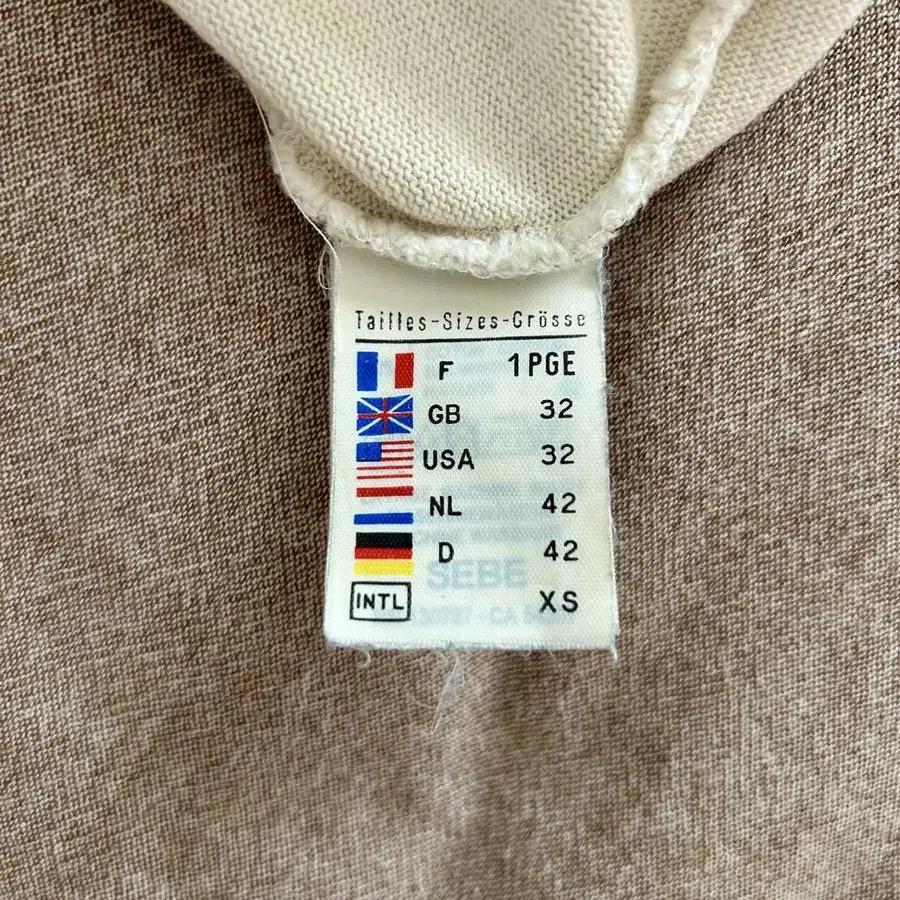 Tailles-Sizes-Grösse
F 1PGE
GB 32
USA 32
NL 42
D 42
SEBE
INTL XS